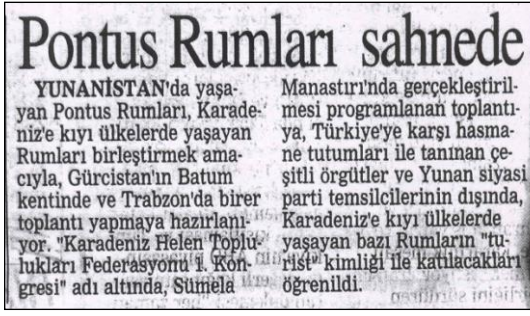 Pontus Rumları sahnede
YUNANİSTAN'da yaşa-
yan Pontus Rumları, Karade-
niz'e kıyı ülkelerde yaşayan
Rumları birleştirmek ama-
cıyla, Gürcistan'ın Batum
kentinde ve Trabzon'da birer
toplantı yapmaya hazırlanı-
yor. "Karadeniz Helen Toplu-
lukları Federasyonu I. Kon-
gresi" adı altında, Sümela
Manastırı'nda gerçekleştiril-
mesi programlanan toplantı-
ya, Türkiye'ye karşı hasma-
ne tutumları ile tanınan çe-
şitli örgütler ve Yunan siyasi
parti temsilcilerinin dışında,
Karadeniz'e kıyı ülkelerde
yaşayan bazı Rumların "tu-
rist" kimliği ile katılacakları
öğrenildi.